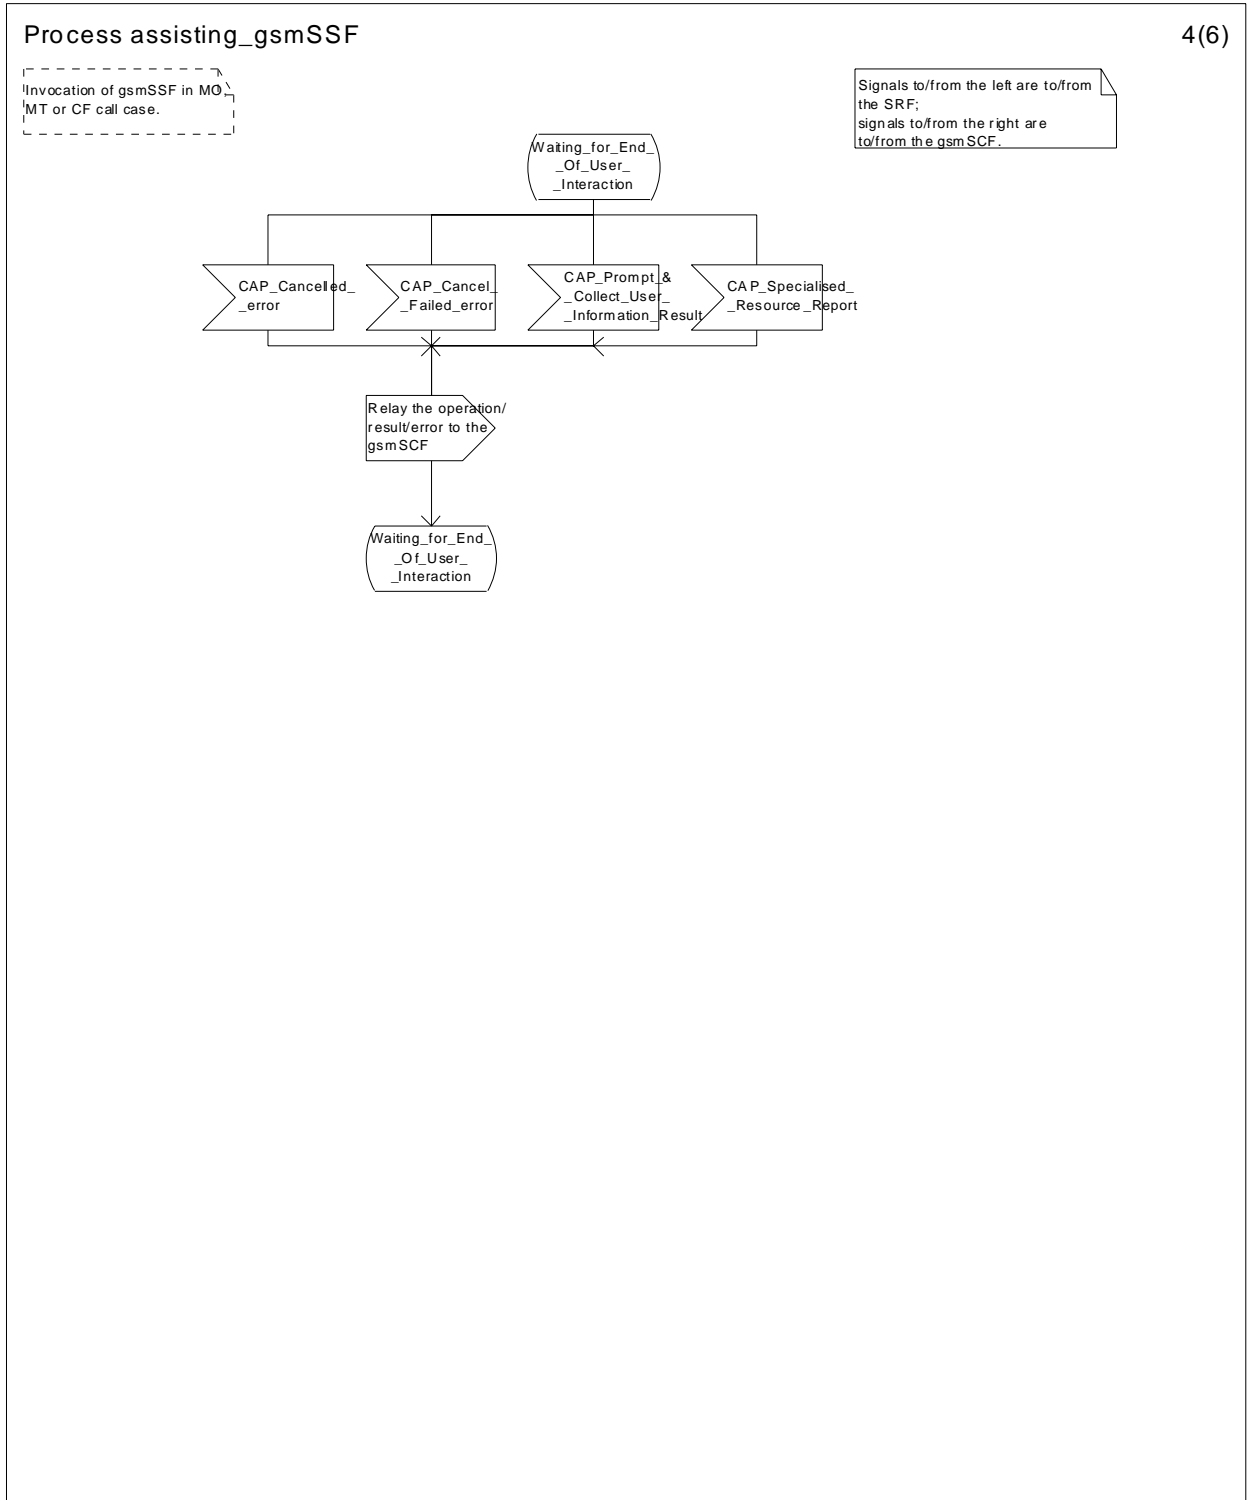 Process assisting_gsmSSF
4(6)
Invocation of gsmSSF in MO,
MT or CF call case.
Signals to/from the left are to/from
the SRF;
signals to/from the right are
to/from the gsmSCF.
Waiting_for_End_
_Of_User_
_Interaction
CAP_Cancelled_
_error
CAP_Cancel_
_Failed_error
CAP_Prompt_&
_Collect_User_
_Information_Result
CAP_Specialised_
_Resource_Report
Relay the operation/
result/error to the
gsmSCF
Waiting_for_End_
_Of_User_
_Interaction